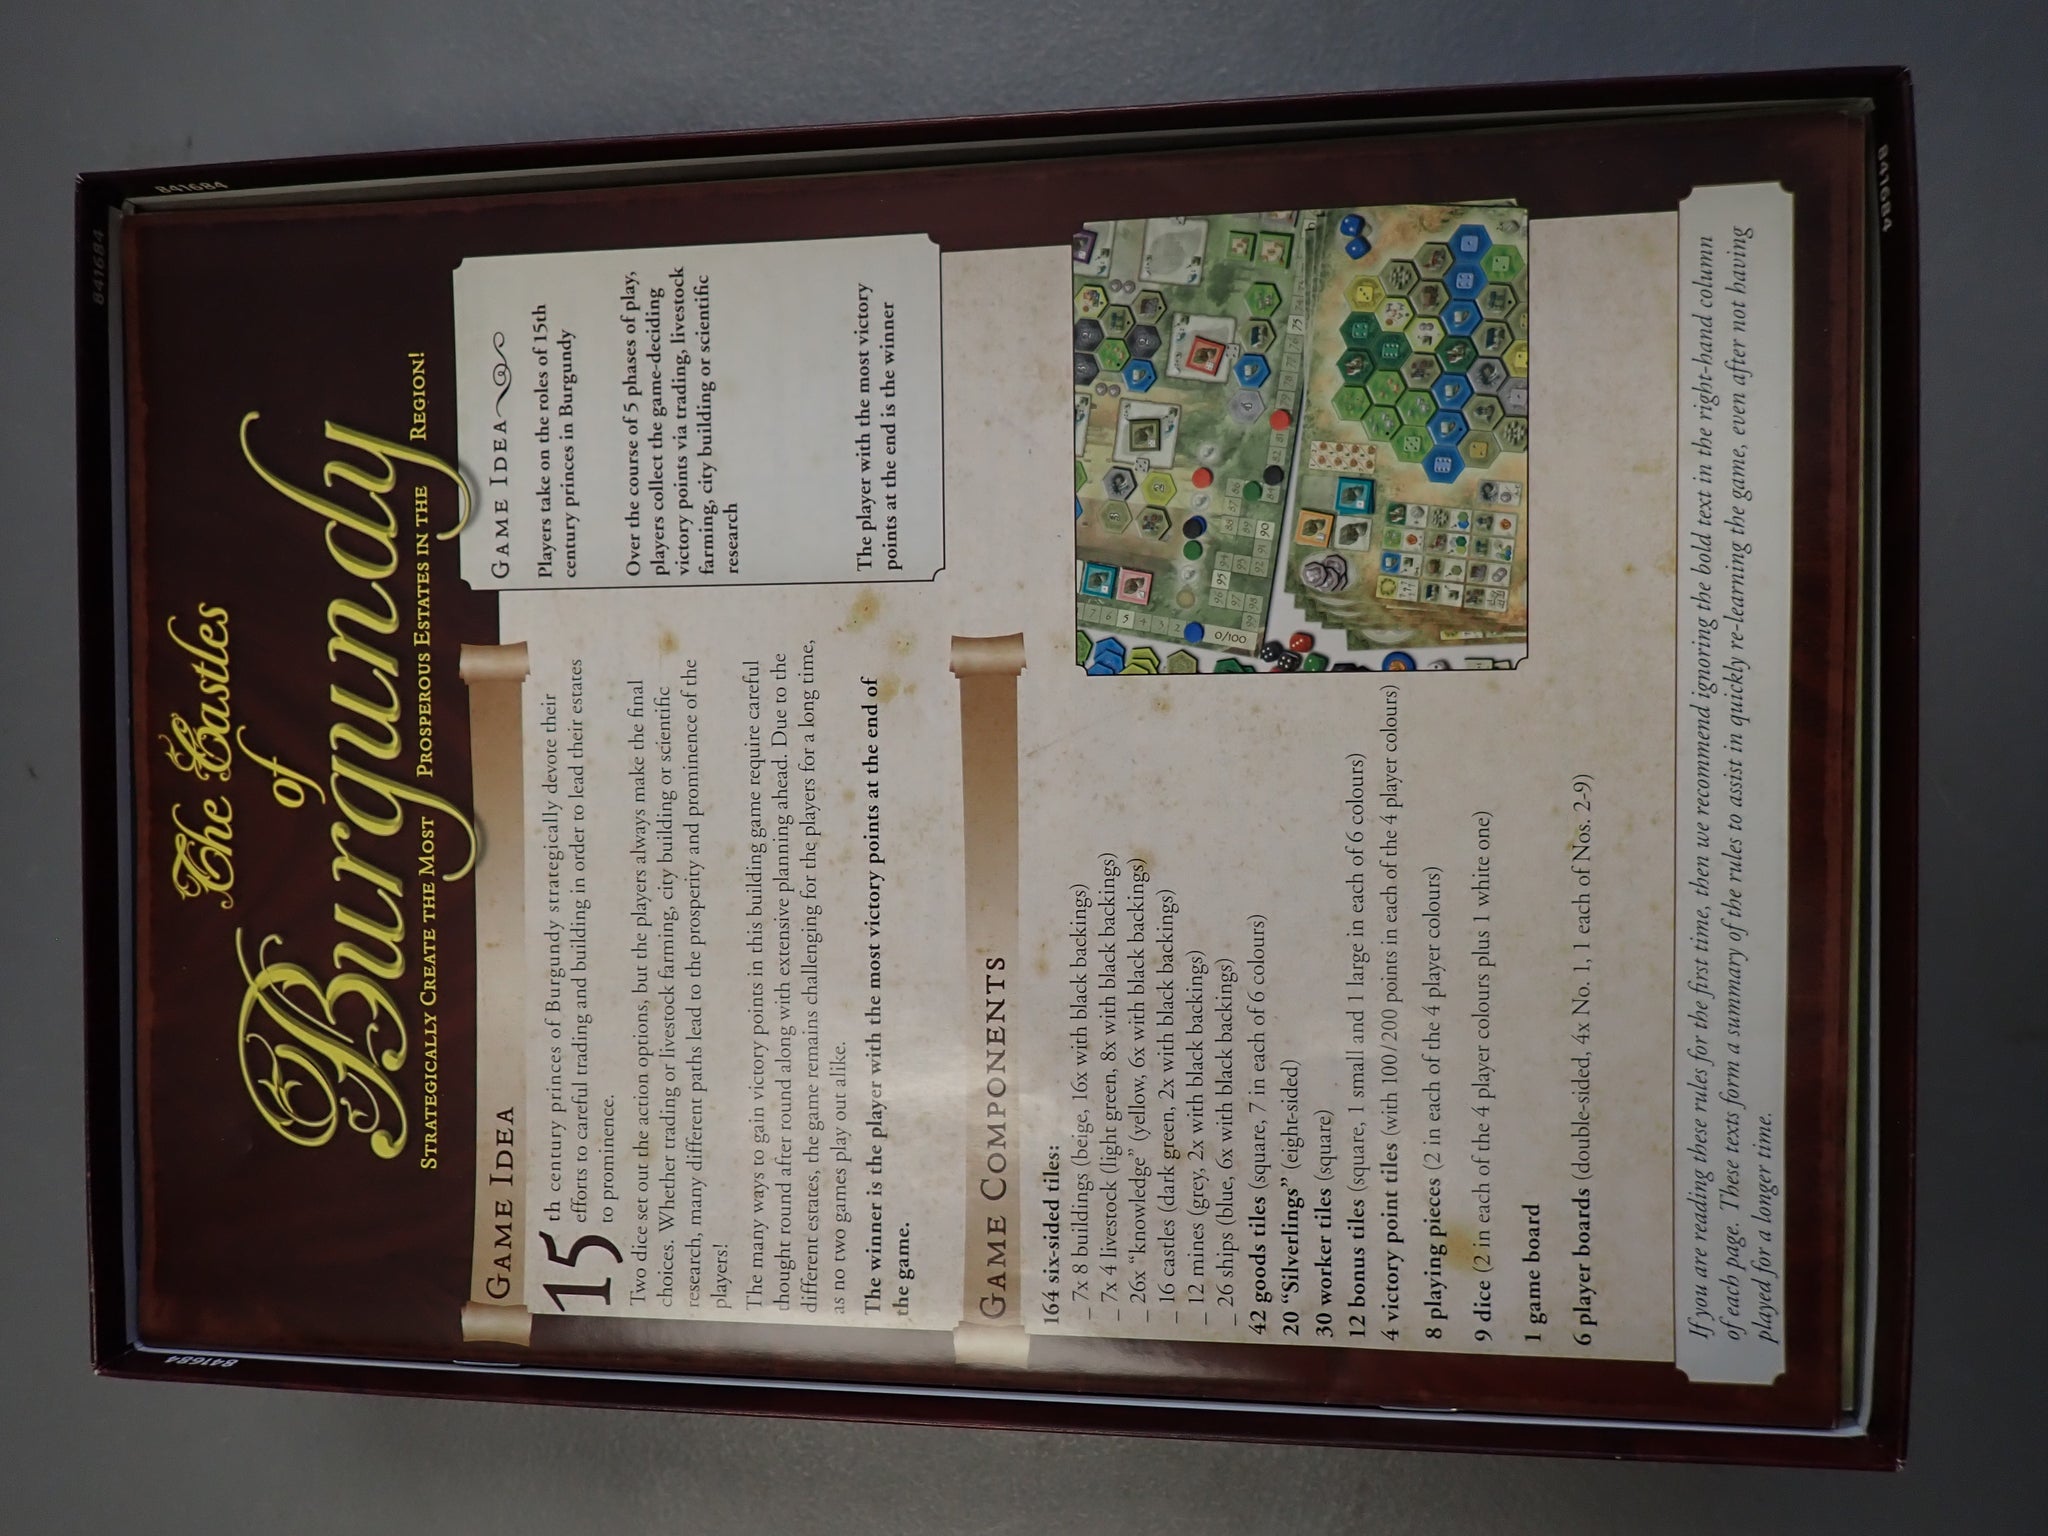 841684
841684
The Castles
of
Burgundy
STRATEGICALLY CREATE THE MOST PROSPEROUS ESTATES IN THE REGION!
GAME IDEA
15th century princes of Burgundy strategically devote their
efforts to careful trading and building in order to lead their estates
to prominence.
Two dice set out the action options, but the players always make the final
choices. Whether trading or livestock farming, city building or scientific
research, many different paths lead to the prosperity and prominence of the
players!
The many ways to gain victory points in this building game require careful
thought round after round along with extensive planning ahead. Due to the
different estates, the game remains challenging for the players for a long time,
as no two games play out alike.
The winner is the player with the most victory points at the end of
the game.
GAME IDEA
Players take on the roles of 15th
century princes in Burgundy
Over the course of 5 phases of play,
players collect the game-deciding
victory points via trading, livestock
farming, city building or scientific
research
The player with the most victory
points at the end is the winner
GAME COMPONENTS
164 six-sided tiles:
– 7x 8 buildings (beige, 16x with black backings)
– 7x 4 livestock (light green, 8x with black backings)
– 26x “knowledge” (yellow, 6x with black backings)
– 16 castles (dark green, 2x with black backings)
– 12 mines (grey, 2x with black backings)
– 26 ships (blue, 6x with black backings)
42 goods tiles (square, 7 in each of 6 colours)
20 “Silverlings” (eight-sided)
30 worker tiles (square)
12 bonus tiles (square, 1 small and 1 large in each of 6 colours)
4 victory point tiles (with 100/200 points in each of the 4 player colours)
8 playing pieces (2 in each of the 4 player colours)
9 dice (2 in each of the 4 player colours plus 1 white one)
1 game board
6 player boards (double-sided, 4x No. 1, 1 each of Nos. 2-9)
0/100
If you are reading these rules for the first time, then we recommend ignoring the bold text in the right-hand column
of each page. These texts form a summary of the rules to assist in quickly re-learning the game, even after not having
played for a longer time.
841684
841684